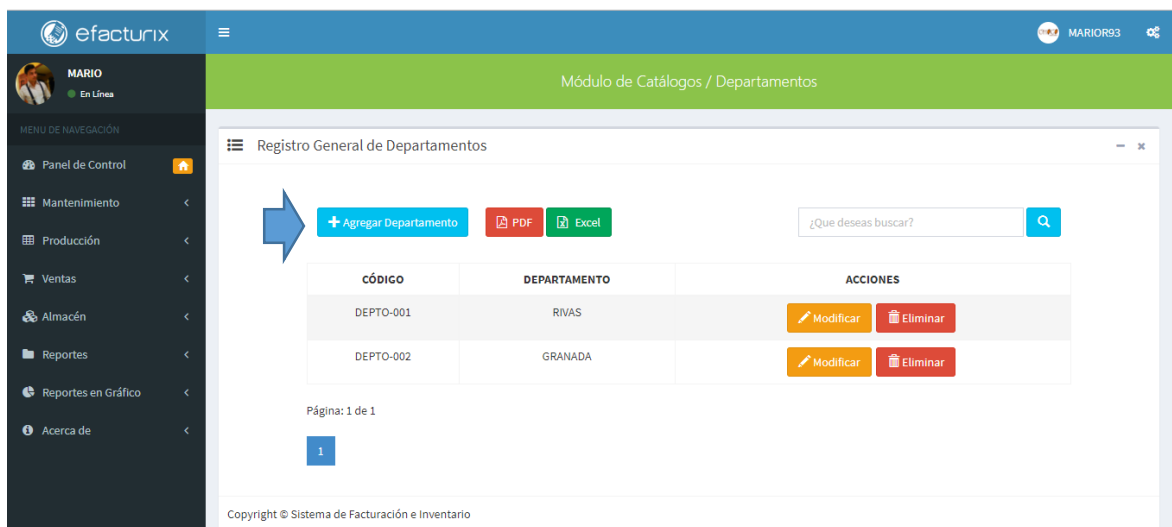 efacturix
MARIOR93
MARIO
En Línea
Módulo de Catálogos / Departamentos
MENU DE NAVEGACIÓN
Panel de Control
Mantenimiento
Producción
Ventas
Almacén
Reportes
Reportes en Gráfico
Acerca de
Registro General de Departamentos
Agregar Departamento PDF Excel ¿Que deseas buscar?
CÓDIGO DEPARTAMENTO ACCIONES
DEPTO-001 RIVAS Modificar Eliminar
DEPTO-002 GRANADA Modificar Eliminar
Página: 1 de 1
1
Copyright © Sistema de Facturación e Inventario